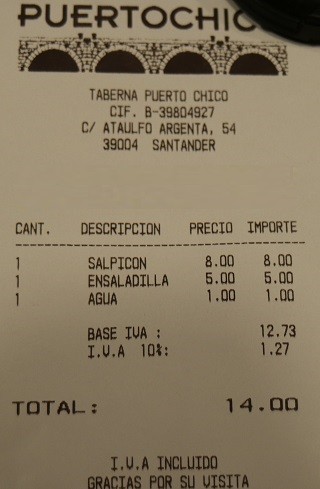 PUERTOCHIC
TABERNA PUERTO CHICO
CIF. B-39804927
C/ ATAULFO ARGENTA, 54
39004 SANTANDER
CANT. DESCRIPCION PRECIO IMPORTE
1 SALPICON 8.00 8.00
1 ENSALADILLA 5.00 5.00
1 AGUA 1.00 1.00
BASE IVA : 12.73
I.V.A 10%: 1.27
TOTAL: 14.00
I.V.A INCLUIDO
GRACIAS POR SU VISITA